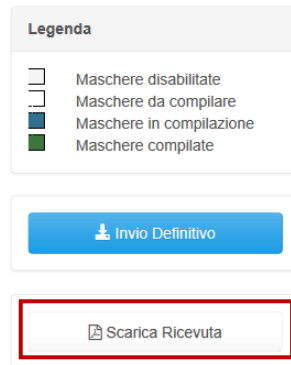 Legenda
Maschere disabilitate
Maschere da compilare
Maschere in compilazione
Maschere compilate
Invio Definitivo
Scarica Ricevuta